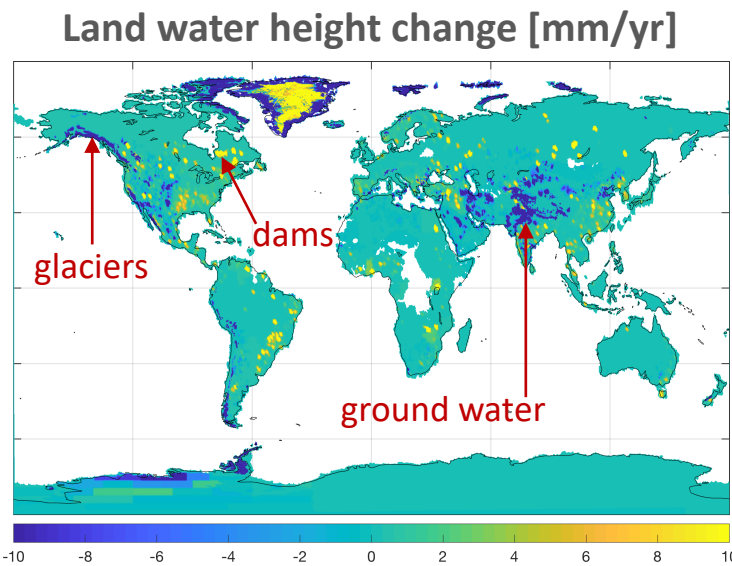 Land water height change [mm/yr]
dams
glaciers
ground water
-10 -8 -6 -4 -2 0 2 4 6 8 10